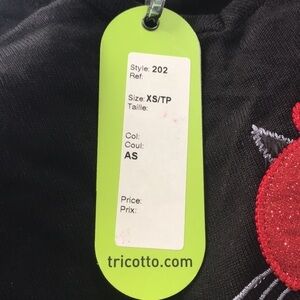 Style: 202
Ref:
Size: XS/TP
Taille:
Col:
Coul:
AS
Price:
Prix:
tricotto.com